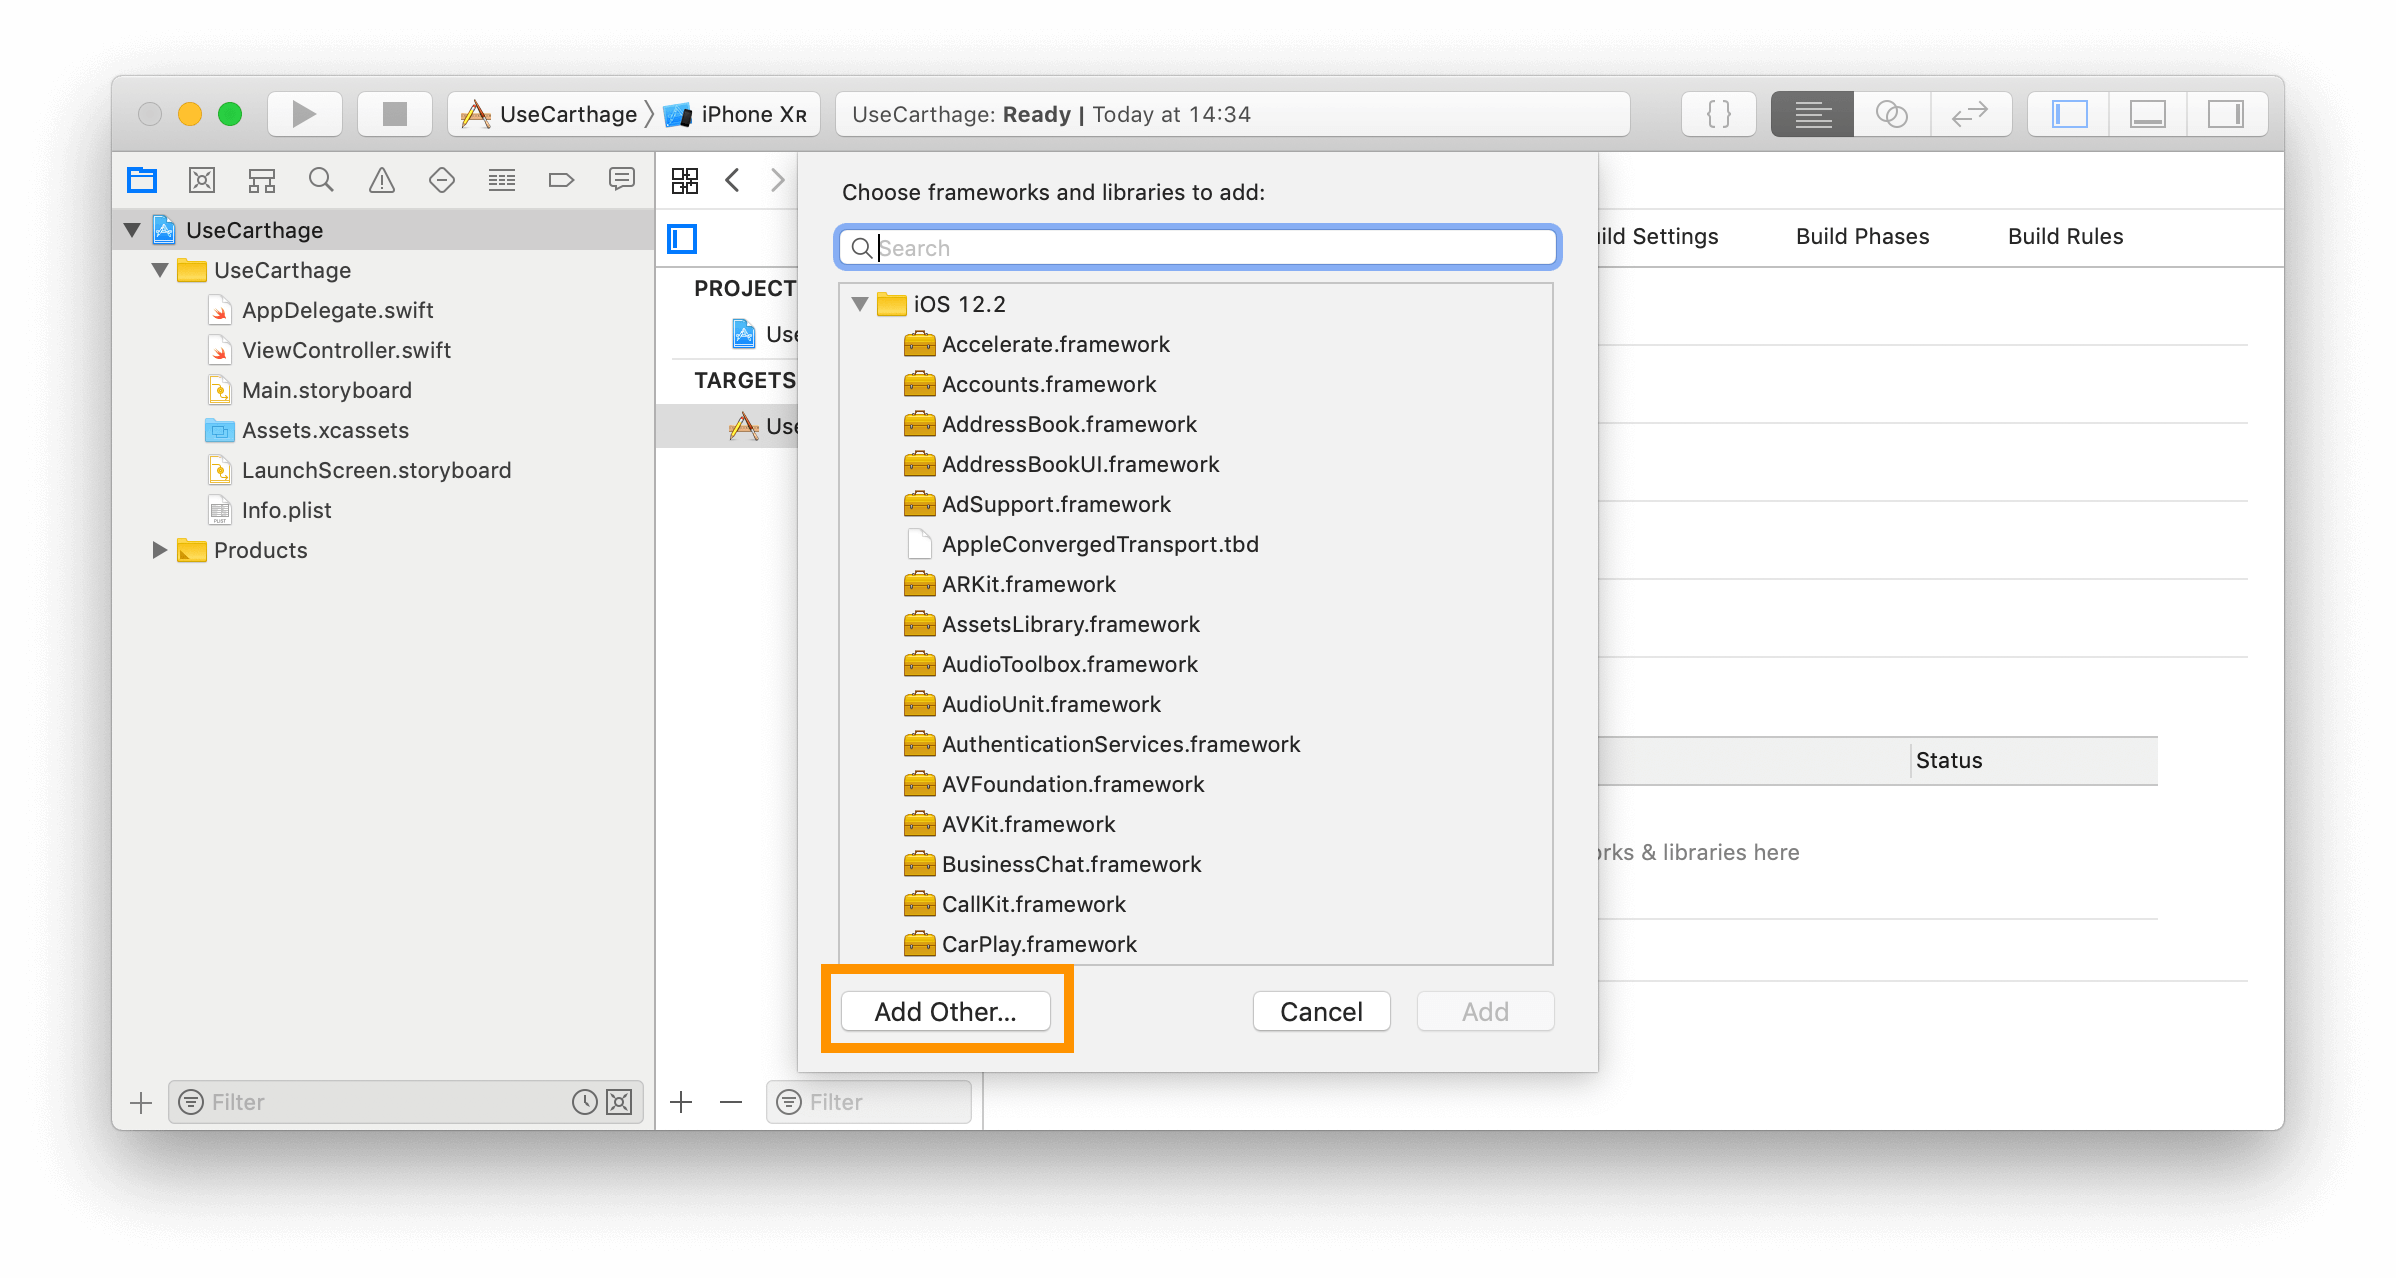 UseCarthage 〉 iPhone XR
UseCarthage: Ready | Today at 14:34
{ }
UseCarthage
UseCarthage
AppDelegate.swift
ViewController.swift
Main.storyboard
Assets.xcassets
LaunchScreen.storyboard
Info.plist
Products
Filter
PROJECT
Use
TARGETS
Use
Filter
Choose frameworks and libraries to add:
Search
iOS 12.2
Accelerate.framework
Accounts.framework
AddressBook.framework
AddressBookUI.framework
AdSupport.framework
AppleConvergedTransport.tbd
ARKit.framework
AssetsLibrary.framework
AudioToolbox.framework
AudioUnit.framework
AuthenticationServices.framework
AVFoundation.framework
AVKit.framework
BusinessChat.framework
CallKit.framework
CarPlay.framework
Add Other...
Cancel
Add
ild Settings
Build Phases
Build Rules
Status
rks & libraries here